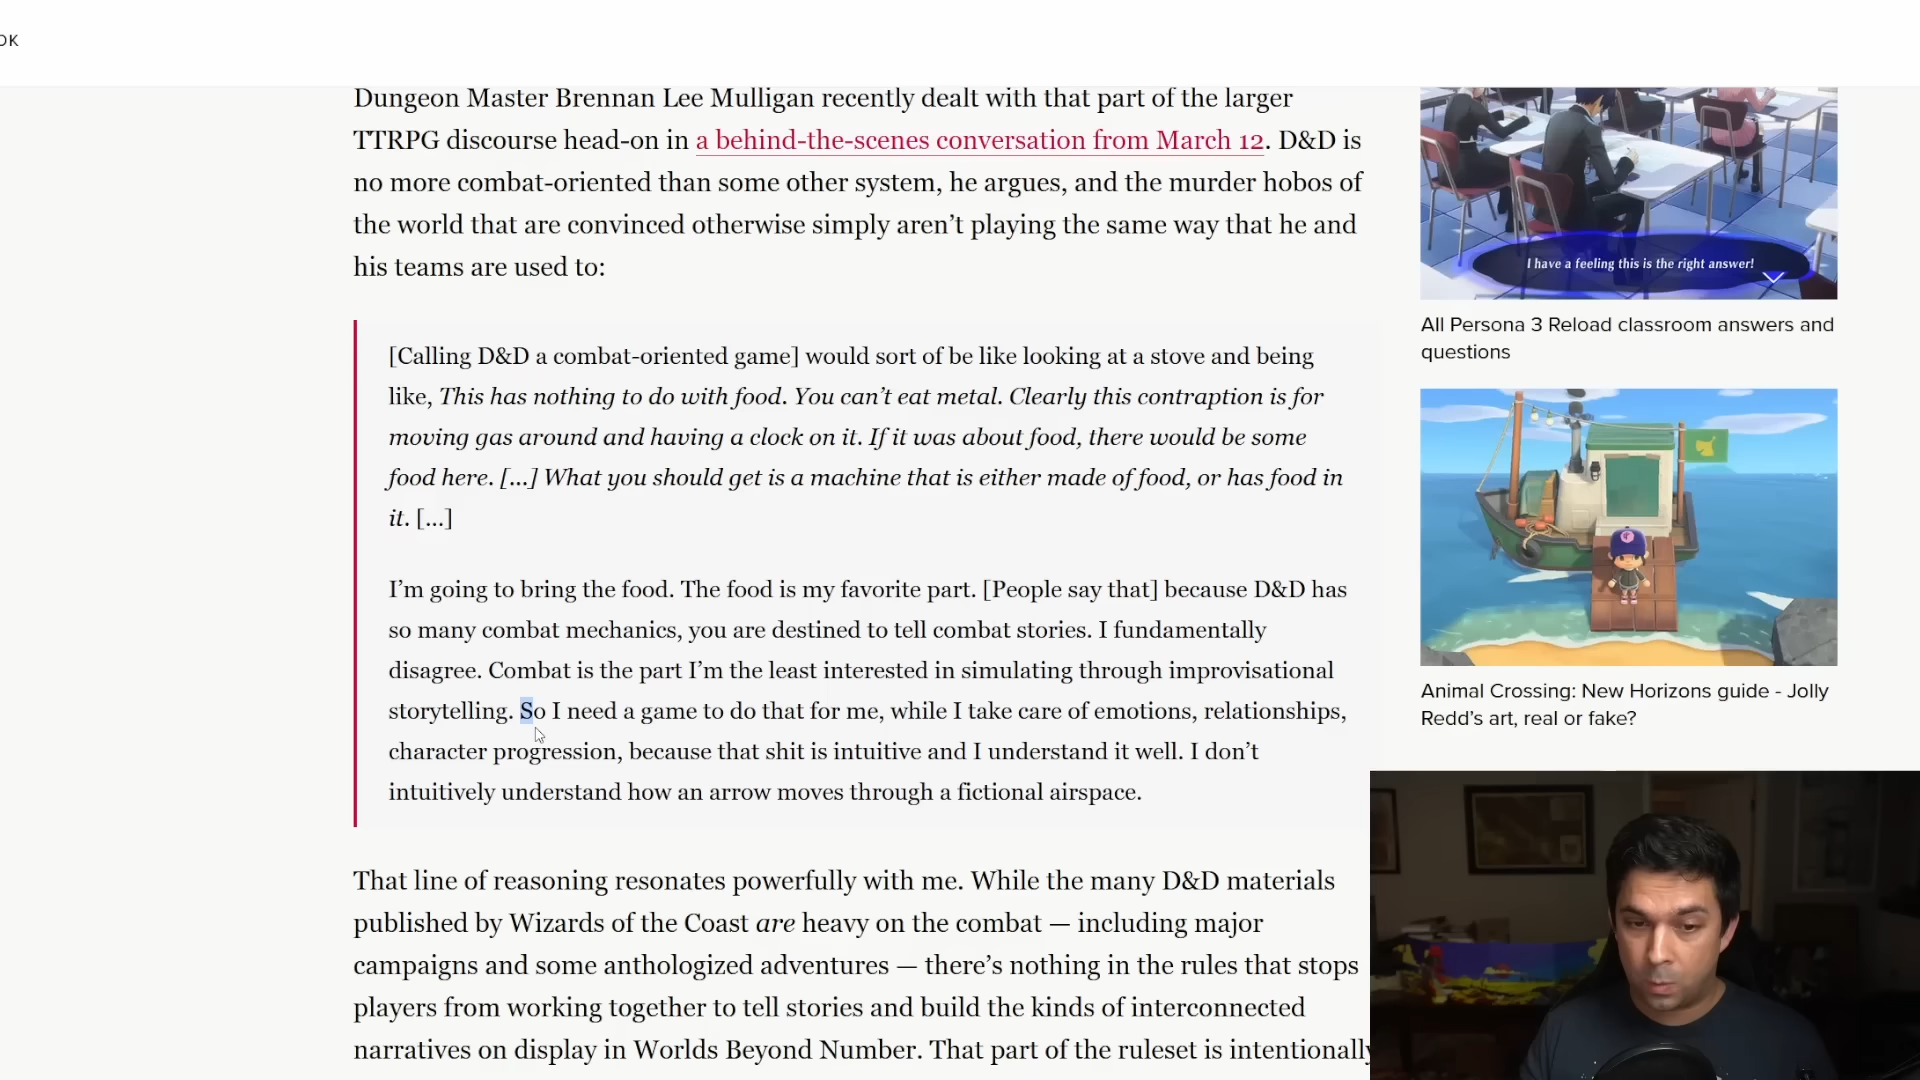 OK
Dungeon Master Brennan Lee Mulligan recently dealt with that part of the larger
TTRPG discourse head-on in a behind-the-scenes conversation from March 12. D&D is
no more combat-oriented than some other system, he argues, and the murder hobos of
the world that are convinced otherwise simply aren’t playing the same way that he and
his teams are used to:
[Calling D&D a combat-oriented game] would sort of be like looking at a stove and being
like, This has nothing to do with food. You can’t eat metal. Clearly this contraption is for
moving gas around and having a clock on it. If it was about food, there would be some
food here. [...] What you should get is a machine that is either made of food, or has food in
it. [...]
I’m going to bring the food. The food is my favorite part. [People say that] because D&D has
so many combat mechanics, you are destined to tell combat stories. I fundamentally
disagree. Combat is the part I’m the least interested in simulating through improvisational
storytelling. So I need a game to do that for me, while I take care of emotions, relationships,
character progression, because that shit is intuitive and I understand it well. I don’t
intuitively understand how an arrow moves through a fictional airspace.
That line of reasoning resonates powerfully with me. While the many D&D materials
published by Wizards of the Coast are heavy on the combat — including major
campaigns and some anthologized adventures — there’s nothing in the rules that stops
players from working together to tell stories and build the kinds of interconnected
narratives on display in Worlds Beyond Number. That part of the ruleset is intentionally
I have a feeling this is the right answer!
All Persona 3 Reload classroom answers and
questions
Animal Crossing: New Horizons guide - Jolly
Redd’s art, real or fake?